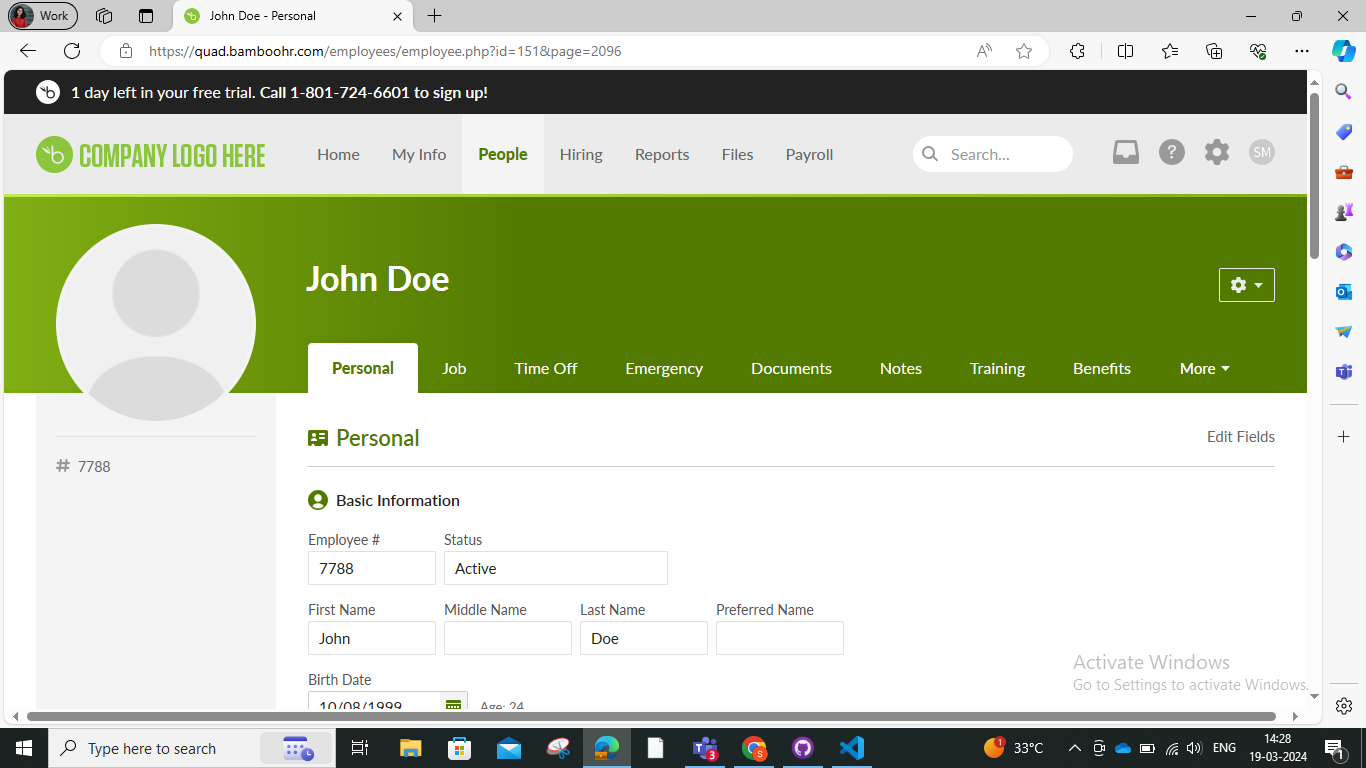 Work
John Doe - Personal
https://quad.bamboohr.com/employees/employee.php?id=151&page=2096
1 day left in your free trial. Call 1-801-724-6601 to sign up!
COMPANY LOGO HERE
Home My Info People Hiring Reports Files Payroll
Search...
SM
John Doe
Personal Job Time Off Emergency Documents Notes Training Benefits More
Personal
Edit Fields
# 7788
Basic Information
Employee # Status
7788 Active
First Name Middle Name Last Name Preferred Name
John Doe
Birth Date
10/08/1999 Age: 24
Activate Windows
Go to Settings to activate Windows.
Type here to search
3
1
33°C
ENG
14:28
19-03-2024
1